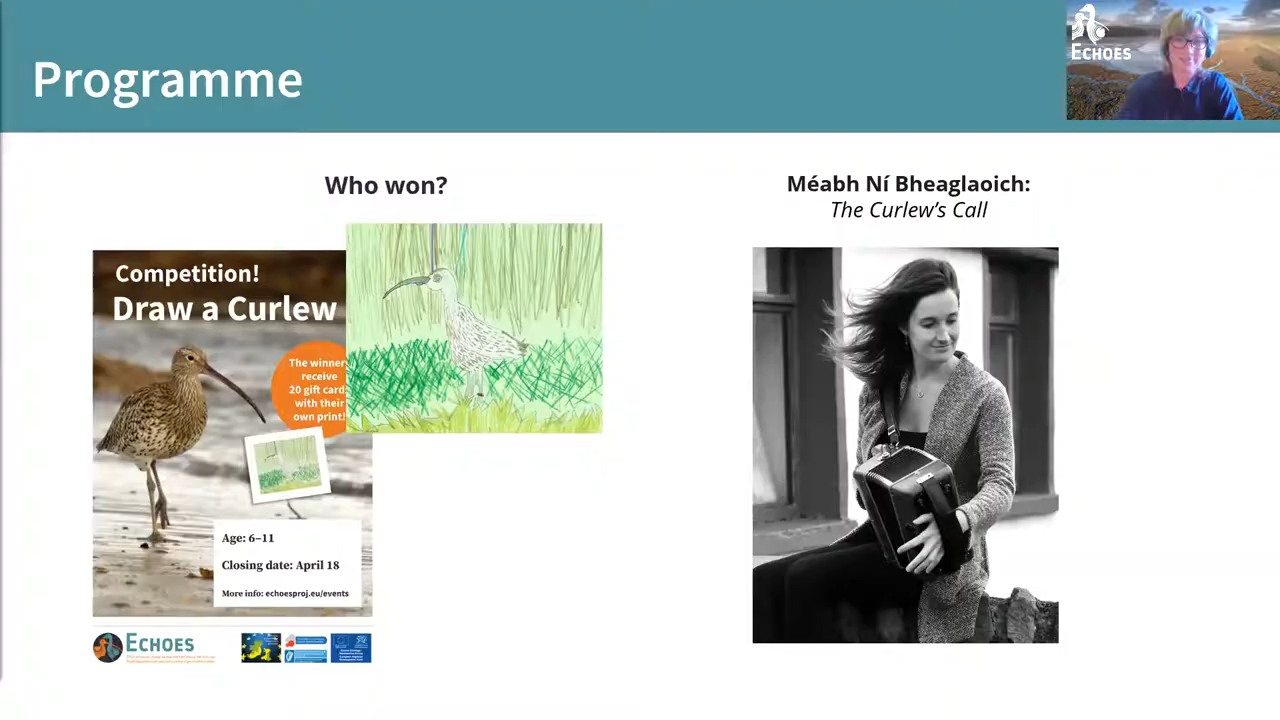 Programme
ECHOES
Who won?
Competition!
Draw a Curlew
The winner
receive
20 gift card
with their
own print!
Age: 6–11
Closing date: April 18
More info: echoesproj.eu/events
ECHOES
Méabh Ní Bheaglaoich:
The Curlew's Call